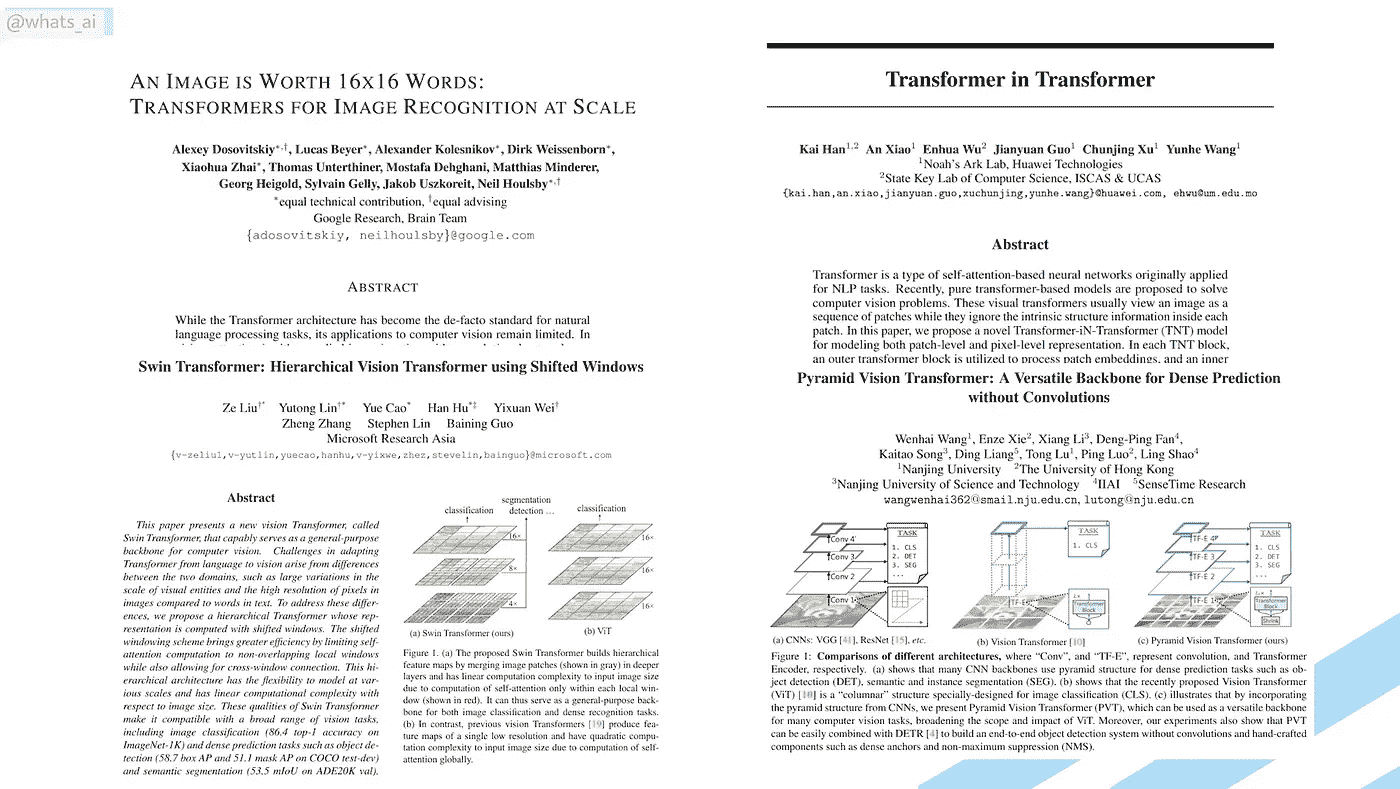 @whats_ai
AN IMAGE IS WORTH 16X16 WORDS:
TRANSFORMERS FOR IMAGE RECOGNITION AT SCALE
Alexey Dosovitskiy*,†, Lucas Beyer*, Alexander Kolesnikov*, Dirk Weissenborn*,
Xiaohua Zhai*, Thomas Unterthiner, Mostafa Dehghani, Matthias Minderer,
Georg Heigold, Sylvain Gelly, Jakob Uszkoreit, Neil Houlsby*,†
*equal technical contribution, †equal advising
Google Research, Brain Team
{adosovitskiy, neilhoulsby}@google.com
ABSTRACT
While the Transformer architecture has become the de-facto standard for natural
language processing tasks, its applications to computer vision remain limited. In
Swin Transformer: Hierarchical Vision Transformer using Shifted Windows
Ze Liu†* Yutong Lin†* Yue Cao* Han Hu*‡ Yixuan Wei†
Zheng Zhang Stephen Lin Baining Guo
Microsoft Research Asia
{v-zeliu1,v-yutlin,yuecao,hanhu,v-yixwe,zhez,stevelin,bainguo}@microsoft.com
Abstract
This paper presents a new vision Transformer, called
Swin Transformer, that capably serves as a general-purpose
backbone for computer vision. Challenges in adapting
Transformer from language to vision arise from differences
between the two domains, such as large variations in the
scale of visual entities and the high resolution of pixels in
images compared to words in text. To address these differ-
ences, we propose a hierarchical Transformer whose rep-
resentation is computed with shifted windows. The shifted
windowing scheme brings greater efficiency by limiting self-
attention computation to non-overlapping local windows
while also allowing for cross-window connection. This hi-
erarchical architecture has the flexibility to model at var-
ious scales and has linear computational complexity with
respect to image size. These qualities of Swin Transformer
make it compatible with a broad range of vision tasks,
including image classification (86.4 top-1 accuracy on
ImageNet-1K) and dense prediction tasks such as object de-
tection (58.7 box AP and 51.1 mask AP on COCO test-dev)
and semantic segmentation (53.5 mIoU on ADE20K val).
segmentation
classification detection ... classification
16× 16×
8× 16×
4× 16×
(a) Swin Transformer (ours) (b) ViT
Figure 1. (a) The proposed Swin Transformer builds hierarchical
feature maps by merging image patches (shown in gray) in deeper
layers and has linear computation complexity to input image size
due to computation of self-attention only within each local win-
dow (shown in red). It can thus serve as a general-purpose back-
bone for both image classification and dense recognition tasks.
(b) In contrast, previous vision Transformers [19] produce fea-
ture maps of a single low resolution and have quadratic compu-
tation complexity to input image size due to computation of self-
attention globally.
Transformer in Transformer
Kai Han1,2 An Xiao1 Enhua Wu2 Jianyuan Guo1 Chunjing Xu1 Yunhe Wang1
1Noah's Ark Lab, Huawei Technologies
2State Key Lab of Computer Science, ISCAS & UCAS
{kai.han,an.xiao,jianyuan.guo,xuchunjing,yunhe.wang}@huawei.com, ehwu@um.edu.mo
Abstract
Transformer is a type of self-attention-based neural networks originally applied
for NLP tasks. Recently, pure transformer-based models are proposed to solve
computer vision problems. These visual transformers usually view an image as a
sequence of patches while they ignore the intrinsic structure information inside each
patch. In this paper, we propose a novel Transformer-iN-Transformer (TNT) model
for modeling both patch-level and pixel-level representation. In each TNT block,
an outer transformer block is utilized to process patch embeddings, and an inner
Pyramid Vision Transformer: A Versatile Backbone for Dense Prediction
without Convolutions
Wenhai Wang1, Enze Xie2, Xiang Li3, Deng-Ping Fan4,
Kaitao Song3, Ding Liang5, Tong Lu1, Ping Luo2, Ling Shao4
1Nanjing University 2The University of Hong Kong
3Nanjing University of Science and Technology 4IIAI 5SenseTime Research
wangwenhai362@smail.nju.edu.cn, lutong@nju.edu.cn
Conv 4
Conv 3
Conv 2
Conv 1
TASK
1. CLS
2. DET
3. SEG
...
(a) CNNs: VGG [41], ResNet [15], etc.
TF-E
TASK
1. CLS
Transformer
Block
(b) Vision Transformer [10]
TF-E 4
TF-E 3
TF-E 2
TF-E 1
TASK
1. CLS
2. DET
3. SEG
...
Transformer
Block
Shrink
(c) Pyramid Vision Transformer (ours)
Figure 1: Comparisons of different architectures, where “Conv”, and “TF-E”, represent convolution, and Transformer
Encoder, respectively. (a) shows that many CNN backbones use pyramid structure for dense prediction tasks such as ob-
ject detection (DET), semantic and instance segmentation (SEG). (b) shows that the recently proposed Vision Transformer
(ViT) [10] is a “columnar” structure specially-designed for image classification (CLS). (c) illustrates that by incorporating
the pyramid structure from CNNs, we present Pyramid Vision Transformer (PVT), which can be used as a versatile backbone
for many computer vision tasks, broadening the scope and impact of ViT. Moreover, our experiments also show that PVT
can be easily combined with DETR [4] to build an end-to-end object detection system without convolutions and hand-crafted
components such as dense anchors and non-maximum suppression (NMS).